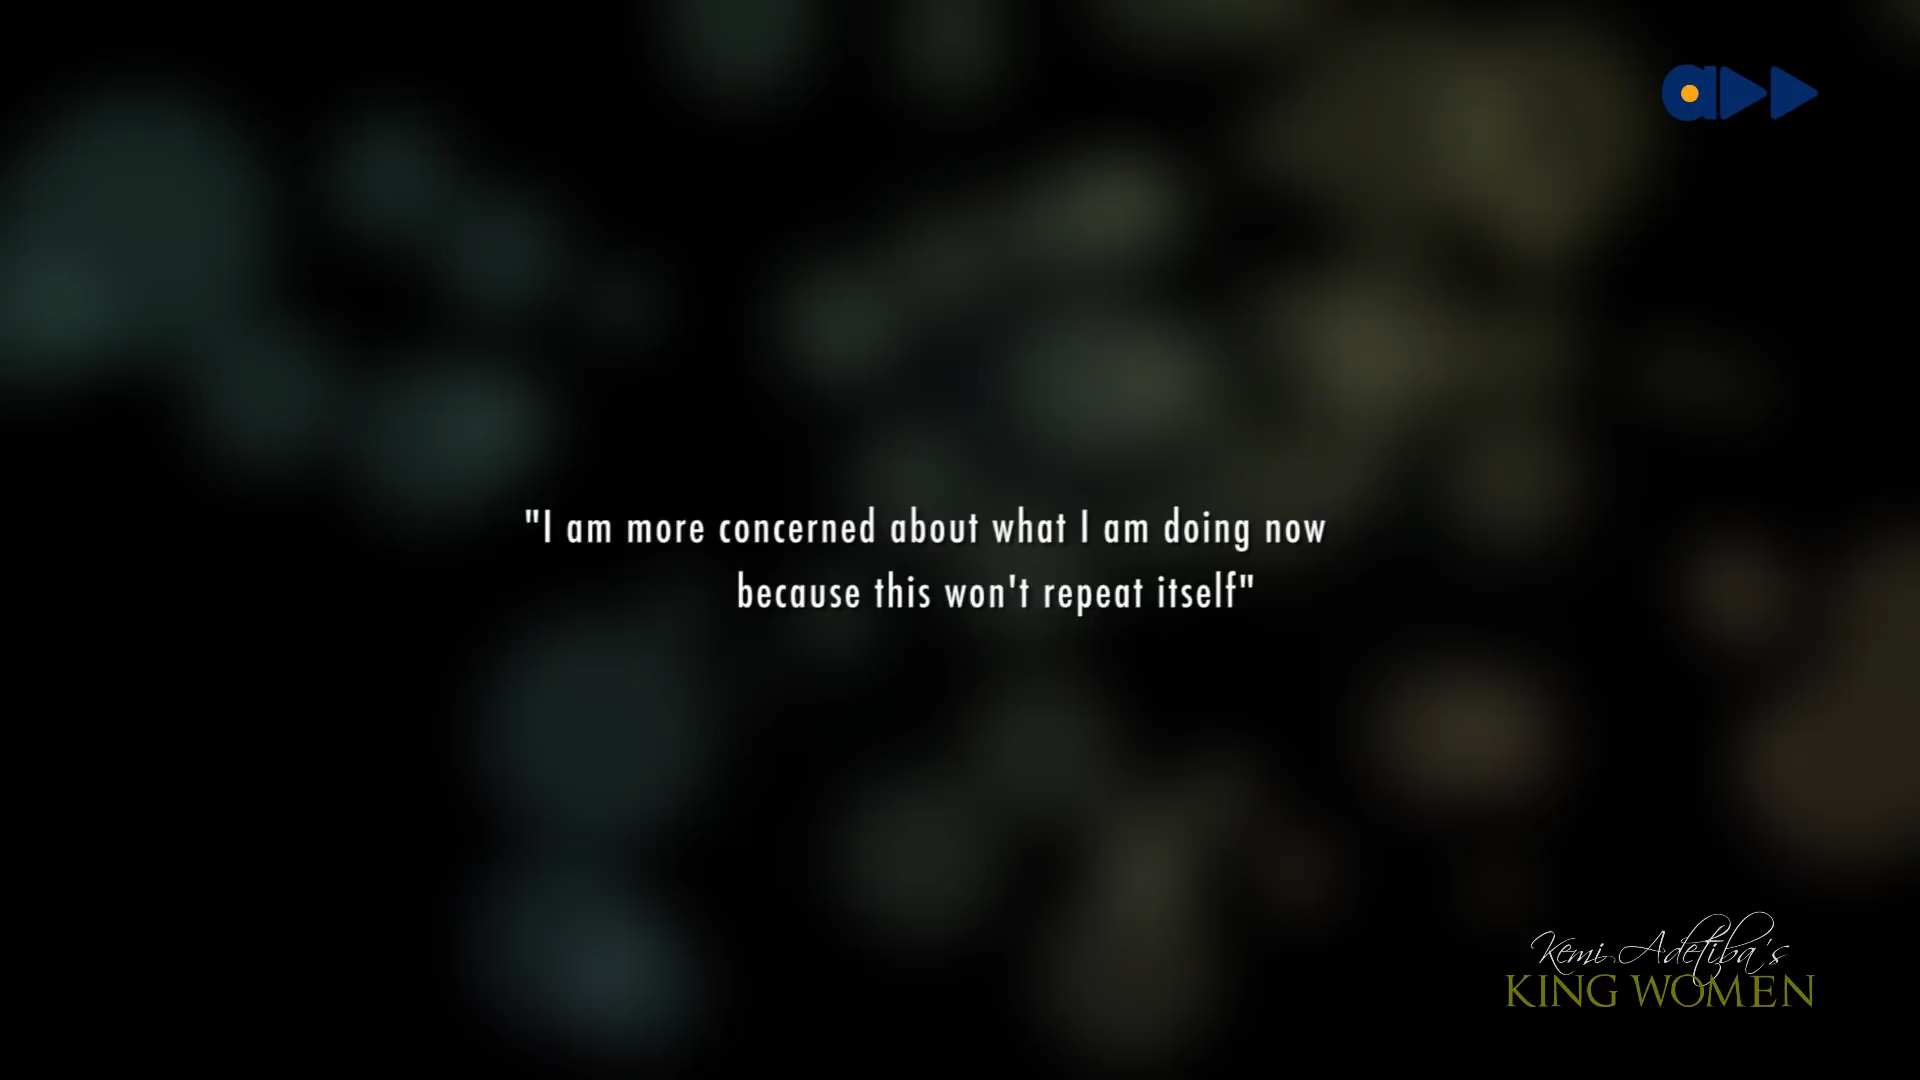 "I am more concerned about what I am doing now
because this won't repeat itself"
Kemi Adetiba's
KING WOMEN